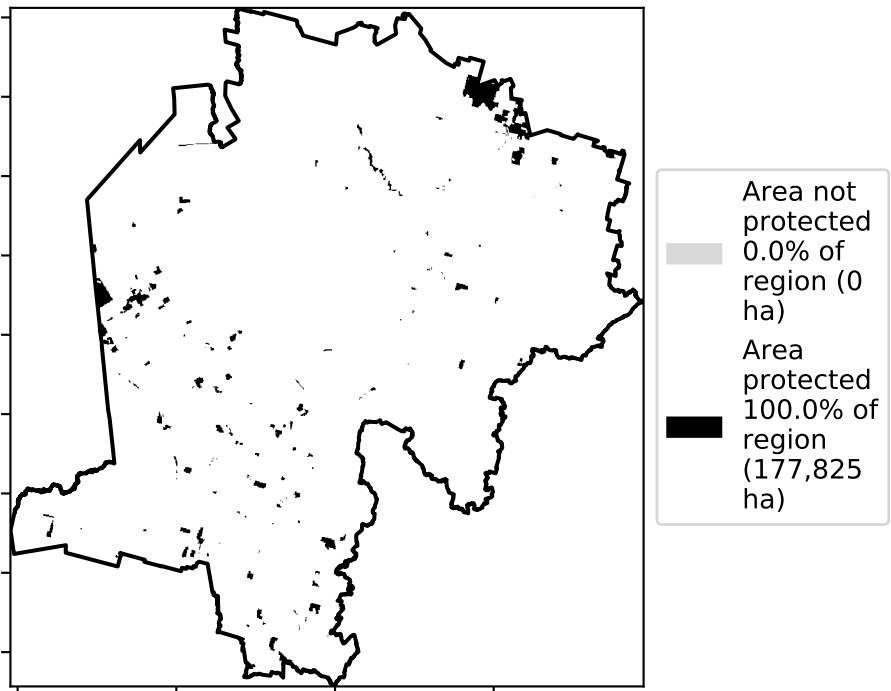 Area not
protected
0.0% of
region (0
ha)
Area
protected
100.0% of
region
(177,825
ha)